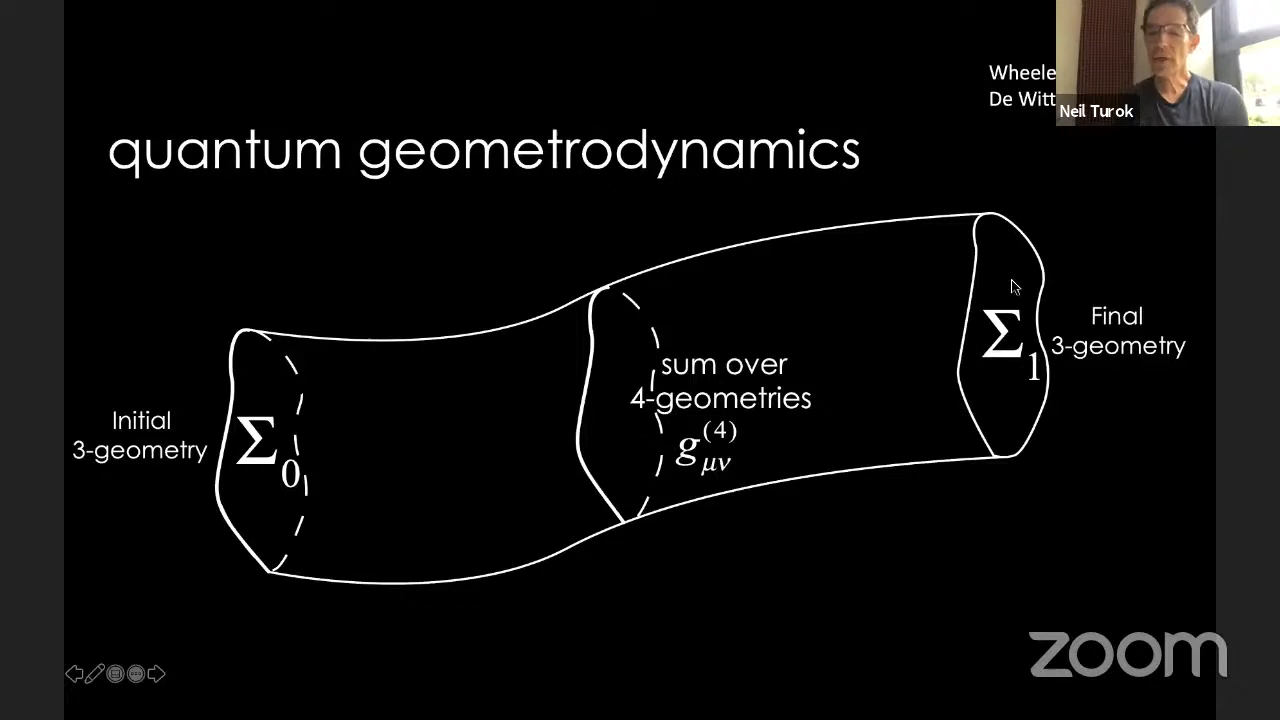 Wheele
De Witt
Neil Turok
quantum geometrodynamics
Σ₁
Final
3-geometry
sum over
4-geometries
g⁽⁴⁾μν
Initial
3-geometry
Σ₀
zoom